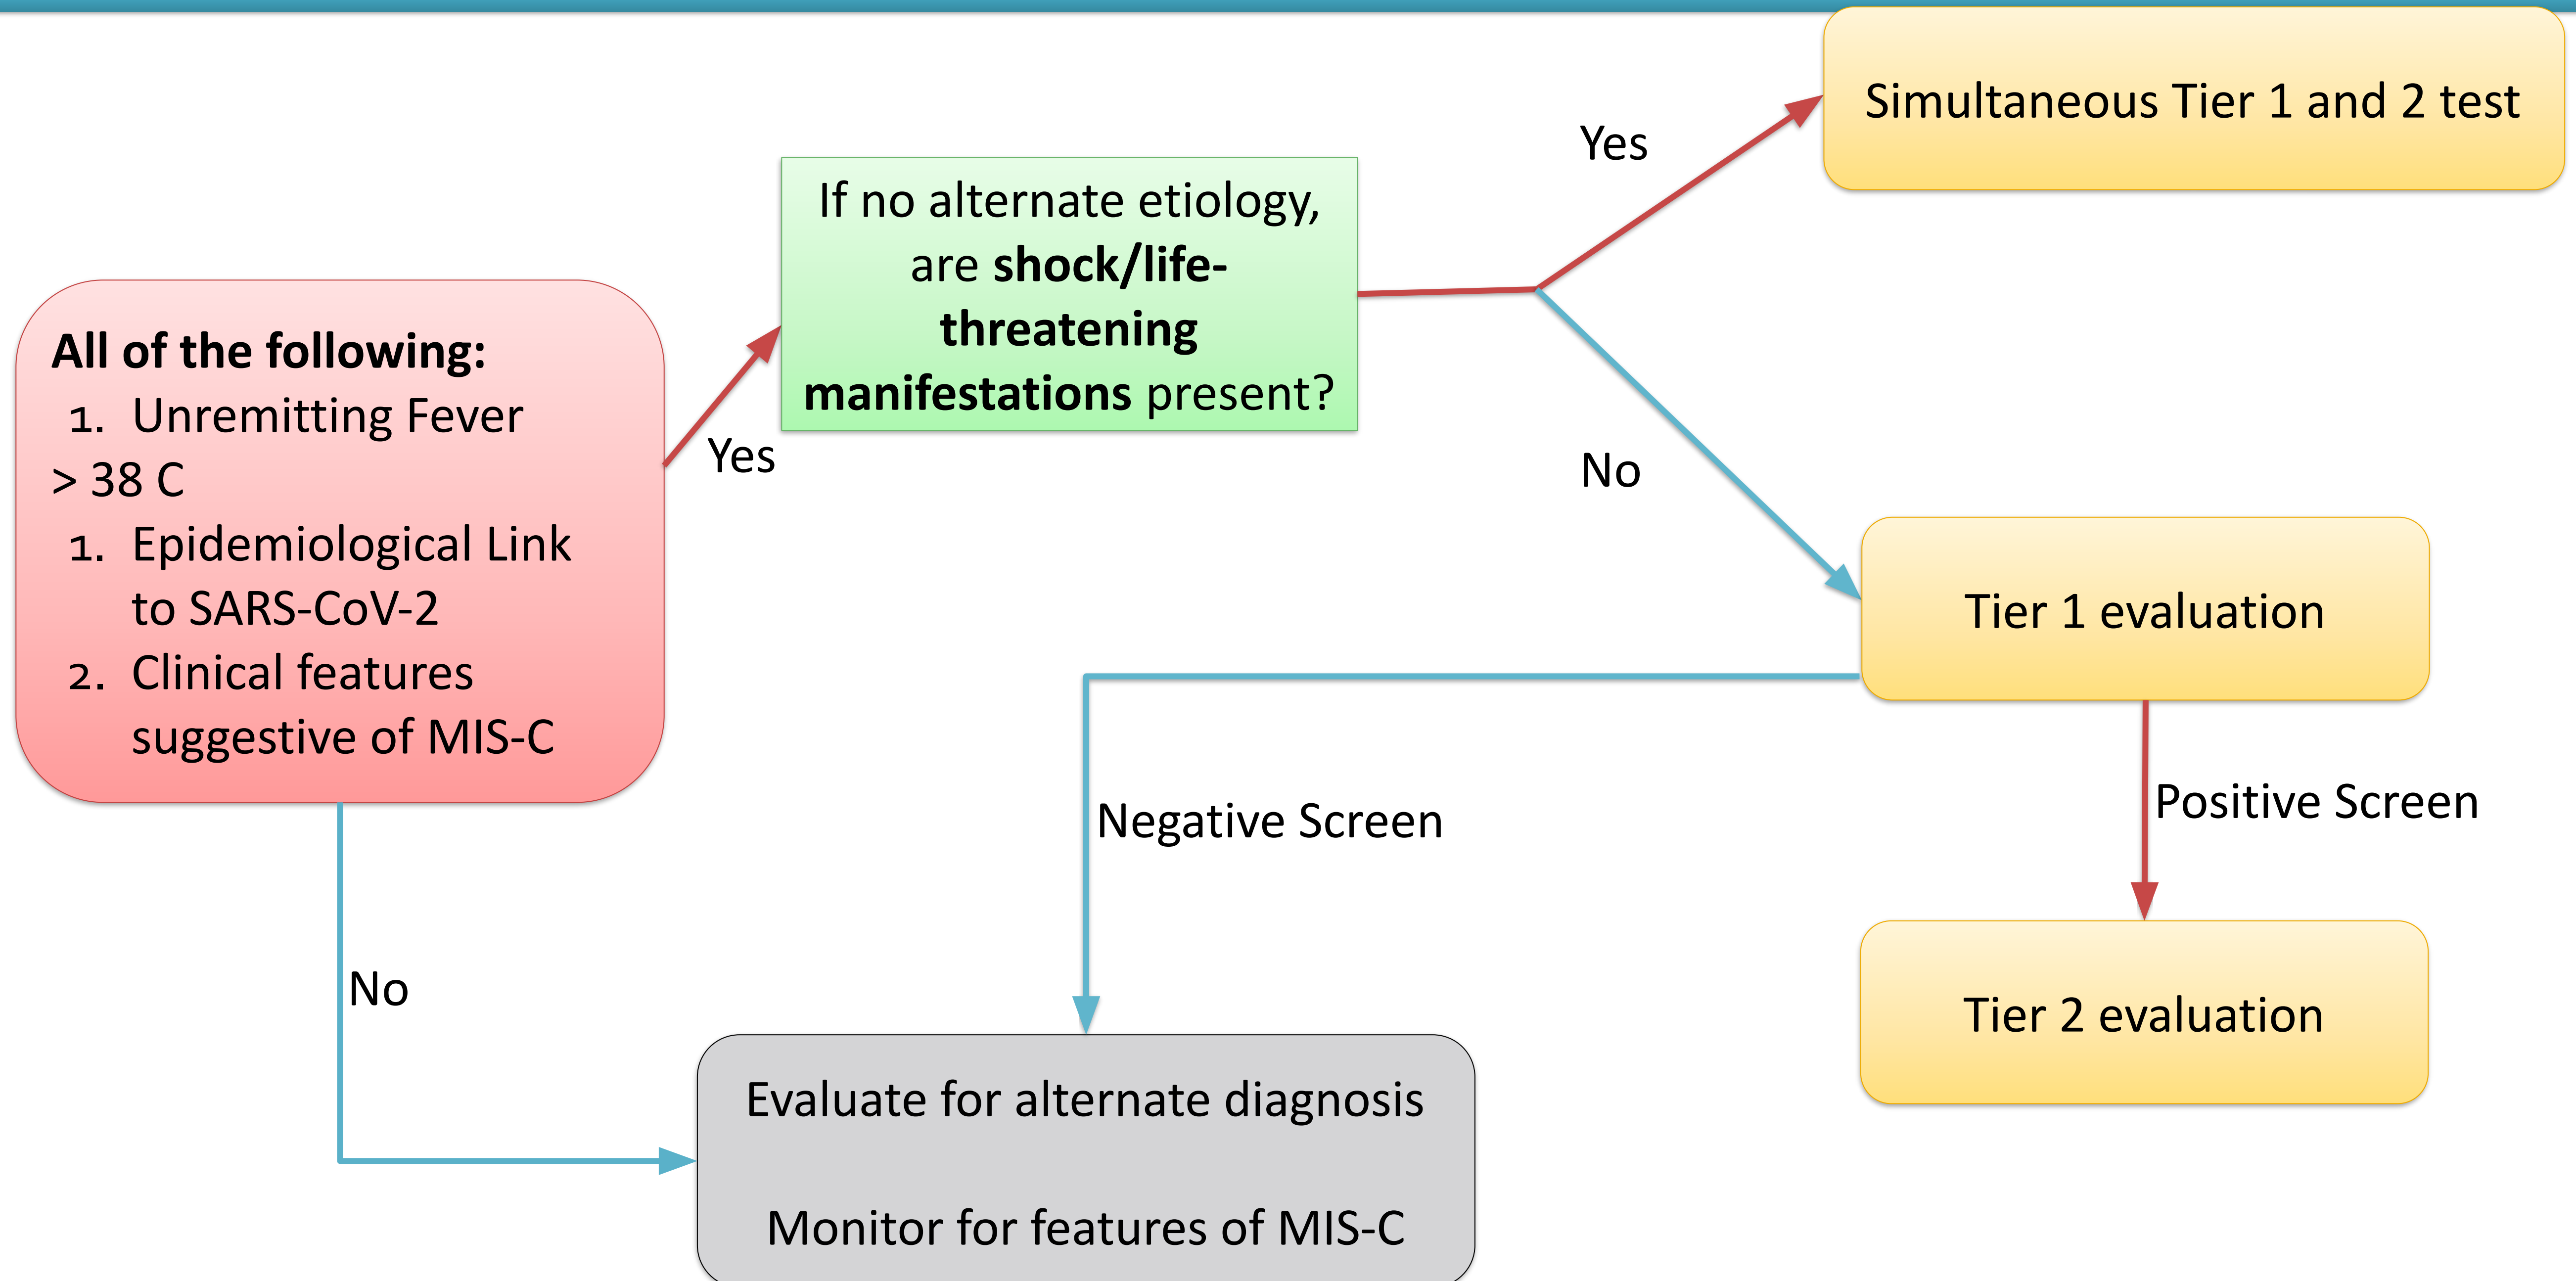 All of the following:
1. Unremitting Fever
> 38 C
1. Epidemiological Link
to SARS-CoV-2
2. Clinical features
suggestive of MIS-C
Yes
No
If no alternate etiology,
are shock/life-
threatening
manifestations present?
Yes
No
Simultaneous Tier 1 and 2 test
Tier 1 evaluation
Negative Screen
Positive Screen
Tier 2 evaluation
Evaluate for alternate diagnosis
Monitor for features of MIS-C